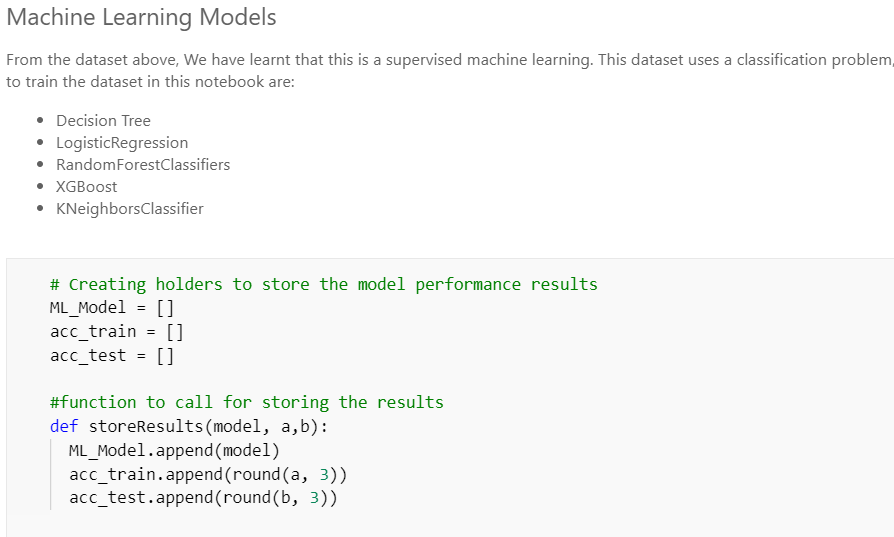 Machine Learning Models
From the dataset above, We have learnt that this is a supervised machine learning. This dataset uses a classification problem,
to train the dataset in this notebook are:
• Decision Tree
• LogisticRegression
• RandomForestClassifiers
• XGBoost
• KNeighborsClassifier
# Creating holders to store the model performance results
ML_Model = []
acc_train = []
acc_test = []
#function to call for storing the results
def storeResults(model, a,b):
  ML_Model.append(model)
  acc_train.append(round(a, 3))
  acc_test.append(round(b, 3))